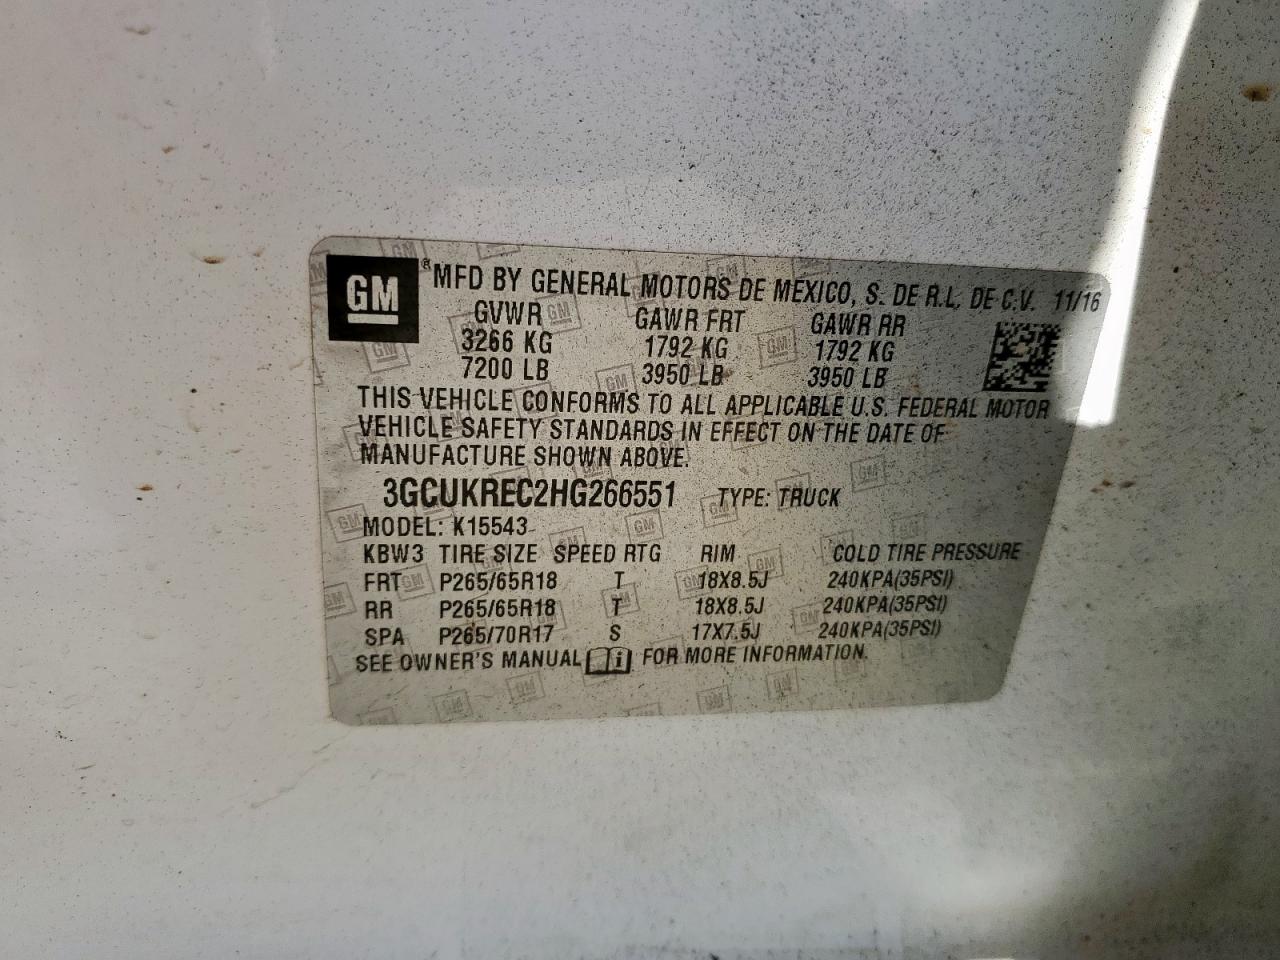 GM
®MFD BY GENERAL MOTORS DE MEXICO, S. DE R.L. DE C.V. 11/16
GVWR GAWR FRT GAWR RR
3266 KG 1792 KG 1792 KG
7200 LB 3950 LB 3950 LB
THIS VEHICLE CONFORMS TO ALL APPLICABLE U.S. FEDERAL MOTOR
VEHICLE SAFETY STANDARDS IN EFFECT ON THE DATE OF
MANUFACTURE SHOWN ABOVE.
3GCUKREC2HG266551 TYPE: TRUCK
MODEL: K15543
KBW3 TIRE SIZE SPEED RTG RIM COLD TIRE PRESSURE
FRT P265/65R18 T 18X8.5J 240KPA(35PSI)
RR P265/65R18 T 18X8.5J 240KPA(35PSI)
SPA P265/70R17 S 17X7.5J 240KPA(35PSI)
SEE OWNER'S MANUAL i FOR MORE INFORMATION.